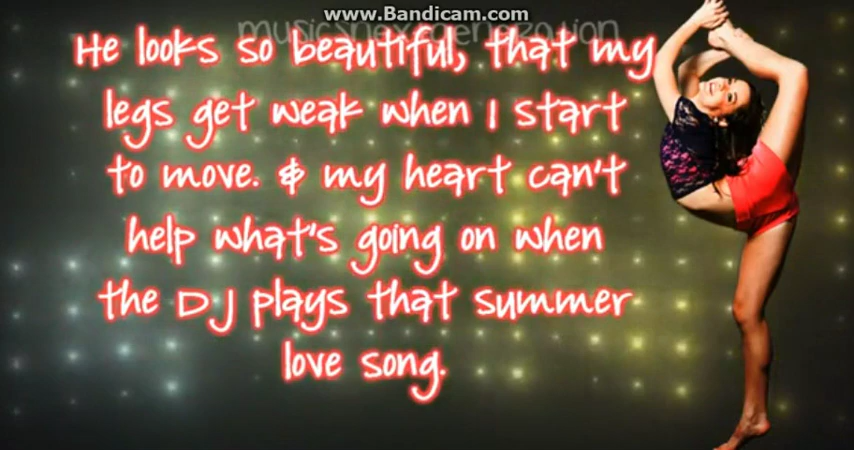 www.Bandicam.com
He looks so beautiful, that my
legs get weak when I start
to move. & my heart can't
help what's going on when
the DJ plays that summer
love song.